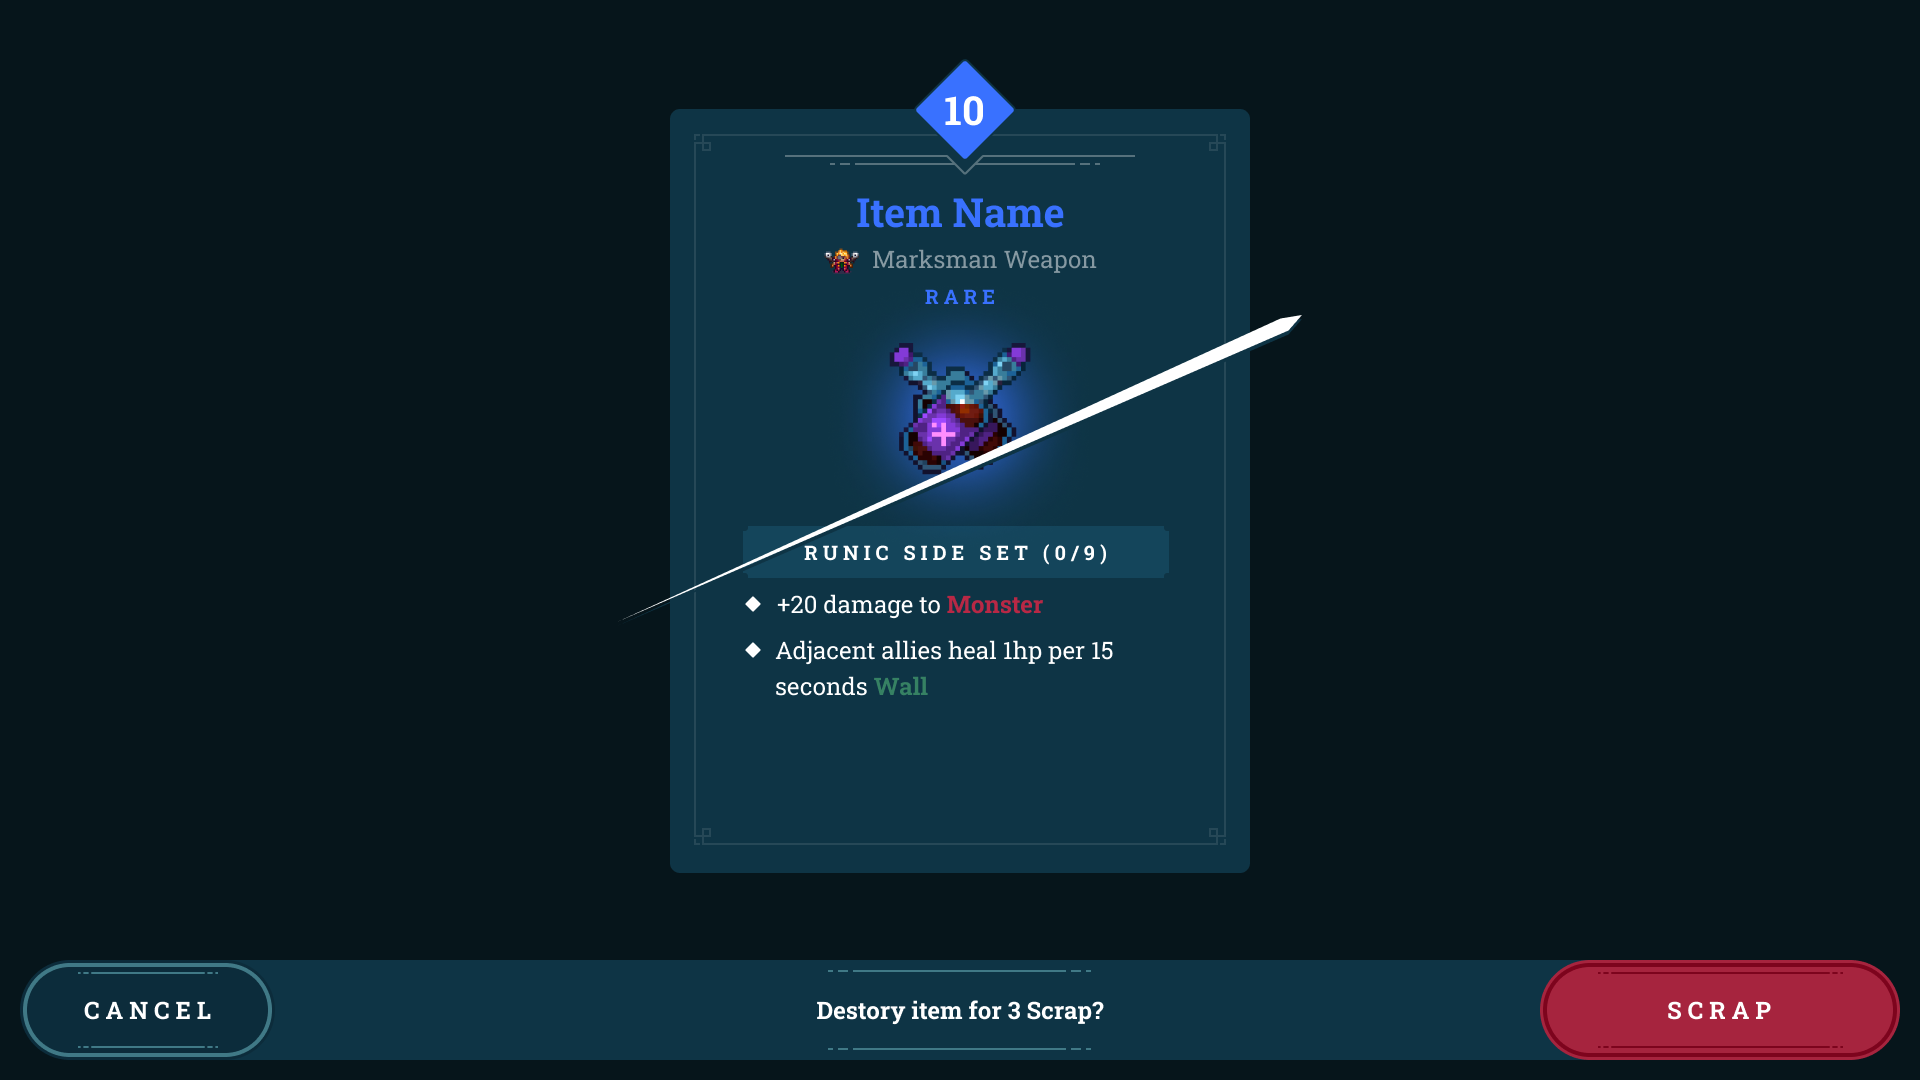 10
Item Name
Marksman Weapon
RARE
RUNIC SIDE SET (0/9)
+20 damage to Monster
Adjacent allies heal 1hp per 15
seconds Wall
CANCEL
Destory item for 3 Scrap?
SCRAP